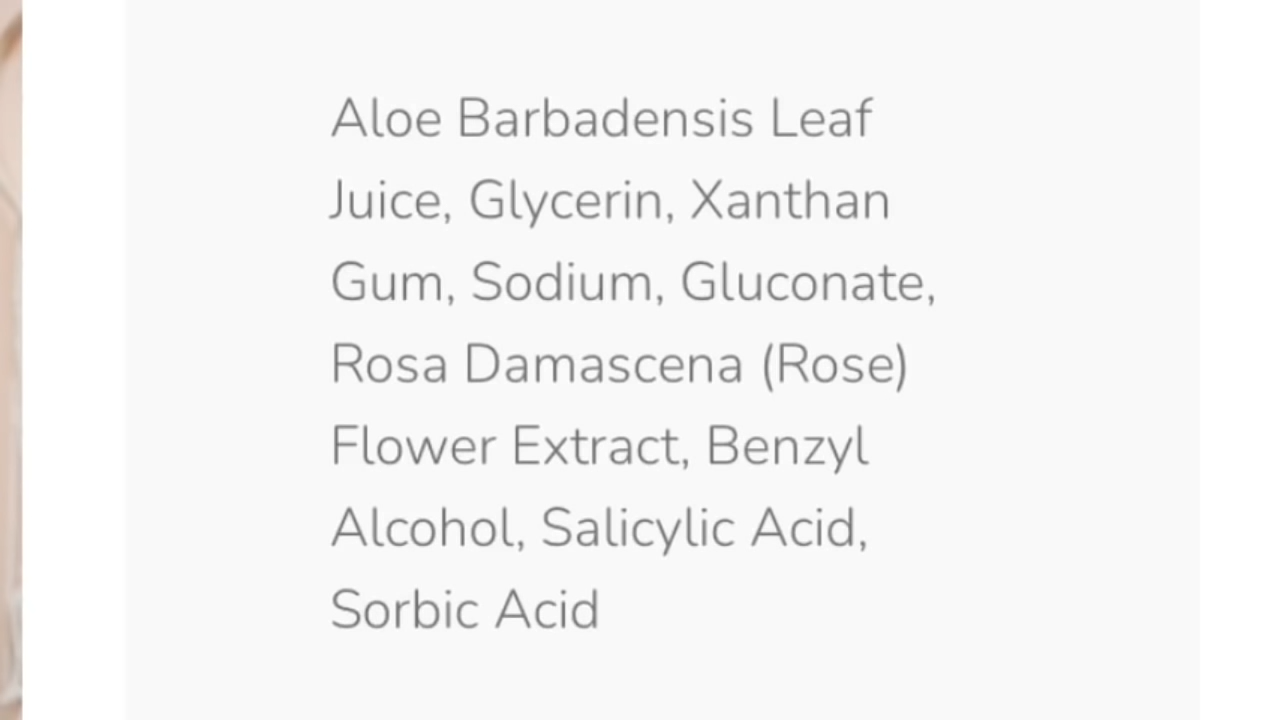 Aloe Barbadensis Leaf
Juice, Glycerin, Xanthan
Gum, Sodium, Gluconate,
Rosa Damascena (Rose)
Flower Extract, Benzyl
Alcohol, Salicylic Acid,
Sorbic Acid